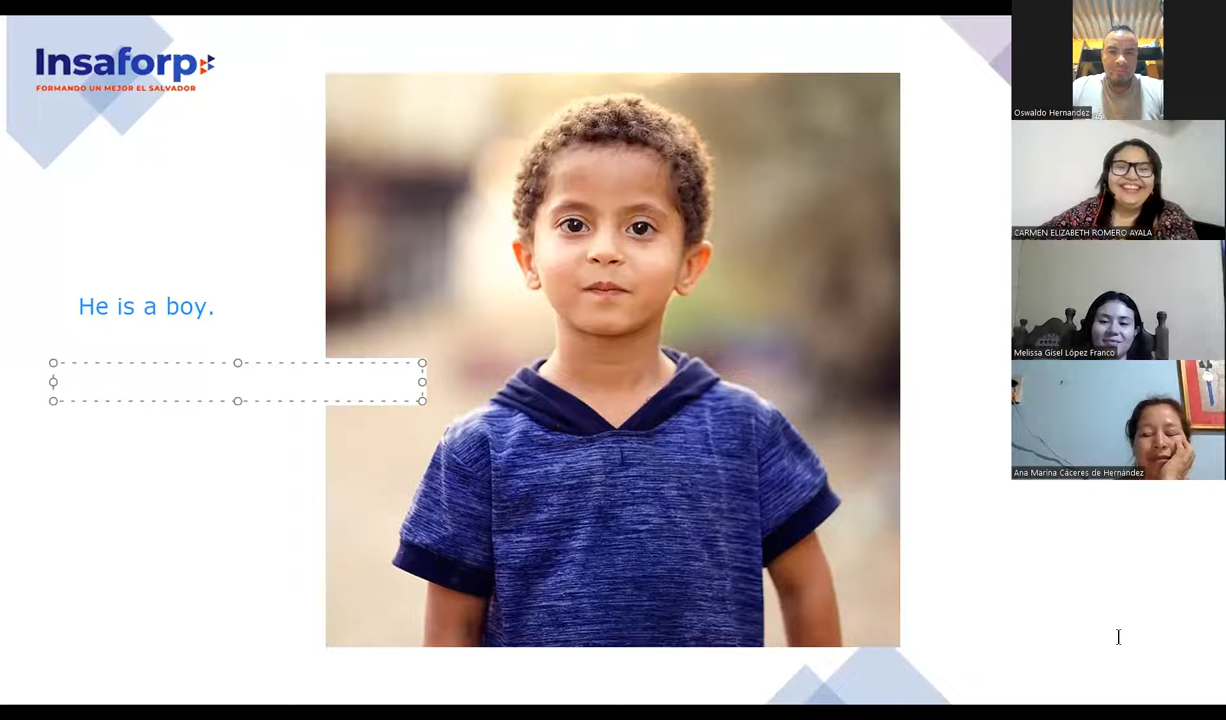 Insaforp
FORMANDO UN MEJOR EL SALVADOR
He is a boy.
Oswaldo Hernandez
CARMEN ELIZABETH ROMERO AYALA
Melissa Gisel López Franco
Ana Marina Cáceres de Hernández